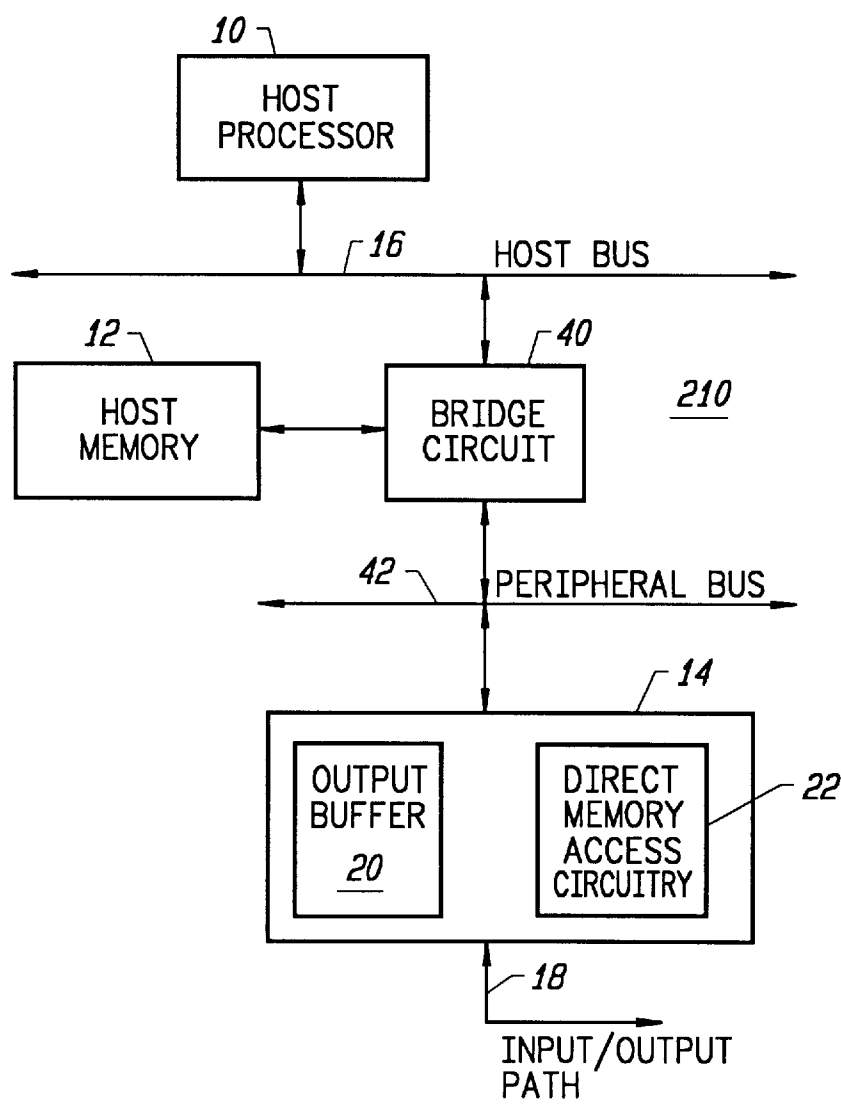 10
HOST
PROCESSOR
16
HOST BUS
12
HOST
MEMORY
40
BRIDGE
CIRCUIT
210
42
PERIPHERAL BUS
14
OUTPUT
BUFFER
20
DIRECT
MEMORY
ACCESS
CIRCUITRY
22
18
INPUT/OUTPUT
PATH